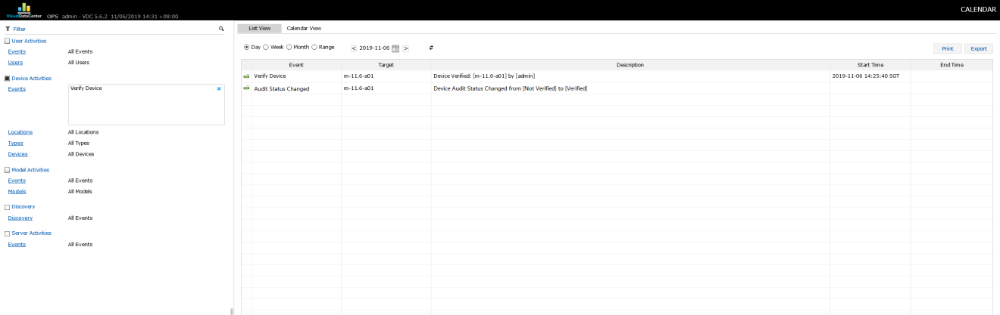 VisualDataCenter OPS admin - VDC 5.6.2 11/06/2019 14:31 +08:00
CALENDAR
Filter
User Activities
Events All Events
Users All Users
Device Activities
Events Verify Device
Locations All Locations
Types All Types
Devices All Devices
Model Activities
Events All Events
Models All Models
Discovery
Discovery All Events
Server Activities
Events All Events
List View Calendar View
Day Week Month Range < 2019-11-06 >
Print Export
Event Target Description Start Time End Time
Verify Device m-11.6-a01 Device Verified: [m-11.6-a01] by [admin] 2019-11-06 14:25:40 SGT
Audit Status Changed m-11.6-a01 Device Audit Status Changed from [Not Verified] to [Verified]